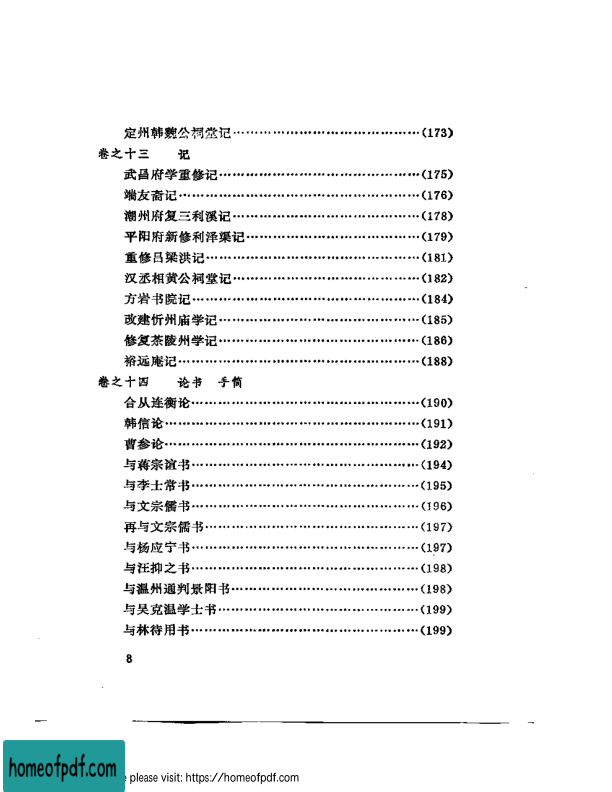 定州韩魏公祠堂记……………………………(173)
卷之十三 记
武昌府学重修记………………………………(175)
端友斋记………………………………………(176)
潮州府复三利溪记……………………………(178)
平阳府新修利泽渠记…………………………(179)
重修吕梁洪记…………………………………(181)
汉丞相黄公祠堂记……………………………(182)
方岩书院记……………………………………(184)
改建忻州庙学记………………………………(185)
修复茶陵州学记………………………………(186)
裕远庵记………………………………………(188)
卷之十四 论书 手简
合从连衡论……………………………………(190)
韩信论…………………………………………(191)
曹参论…………………………………………(192)
与蒋宗谊书……………………………………(194)
与李士常书……………………………………(195)
与文宗儒书……………………………………(196)
再与文宗儒书…………………………………(197)
与杨应宁书……………………………………(197)
与汪抑之书……………………………………(198)
与温州通判景阳书……………………………(198)
与吴克温学士书………………………………(199)
与林待用书……………………………………(199)
8
homeofpdf.com
please visit: https://homeofpdf.com